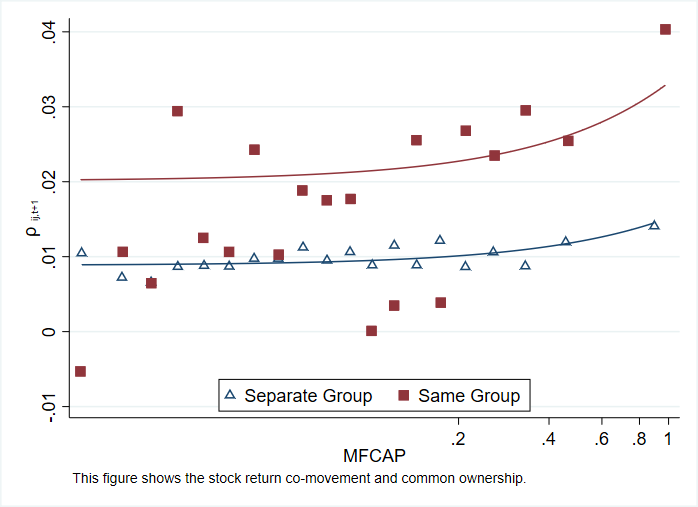 .04
.03
.02
.01
0
-.01
ρ ij,t+1
Separate Group
Same Group
.2 .4 .6 .8 1
MFCAP
This figure shows the stock return co-movement and common ownership.